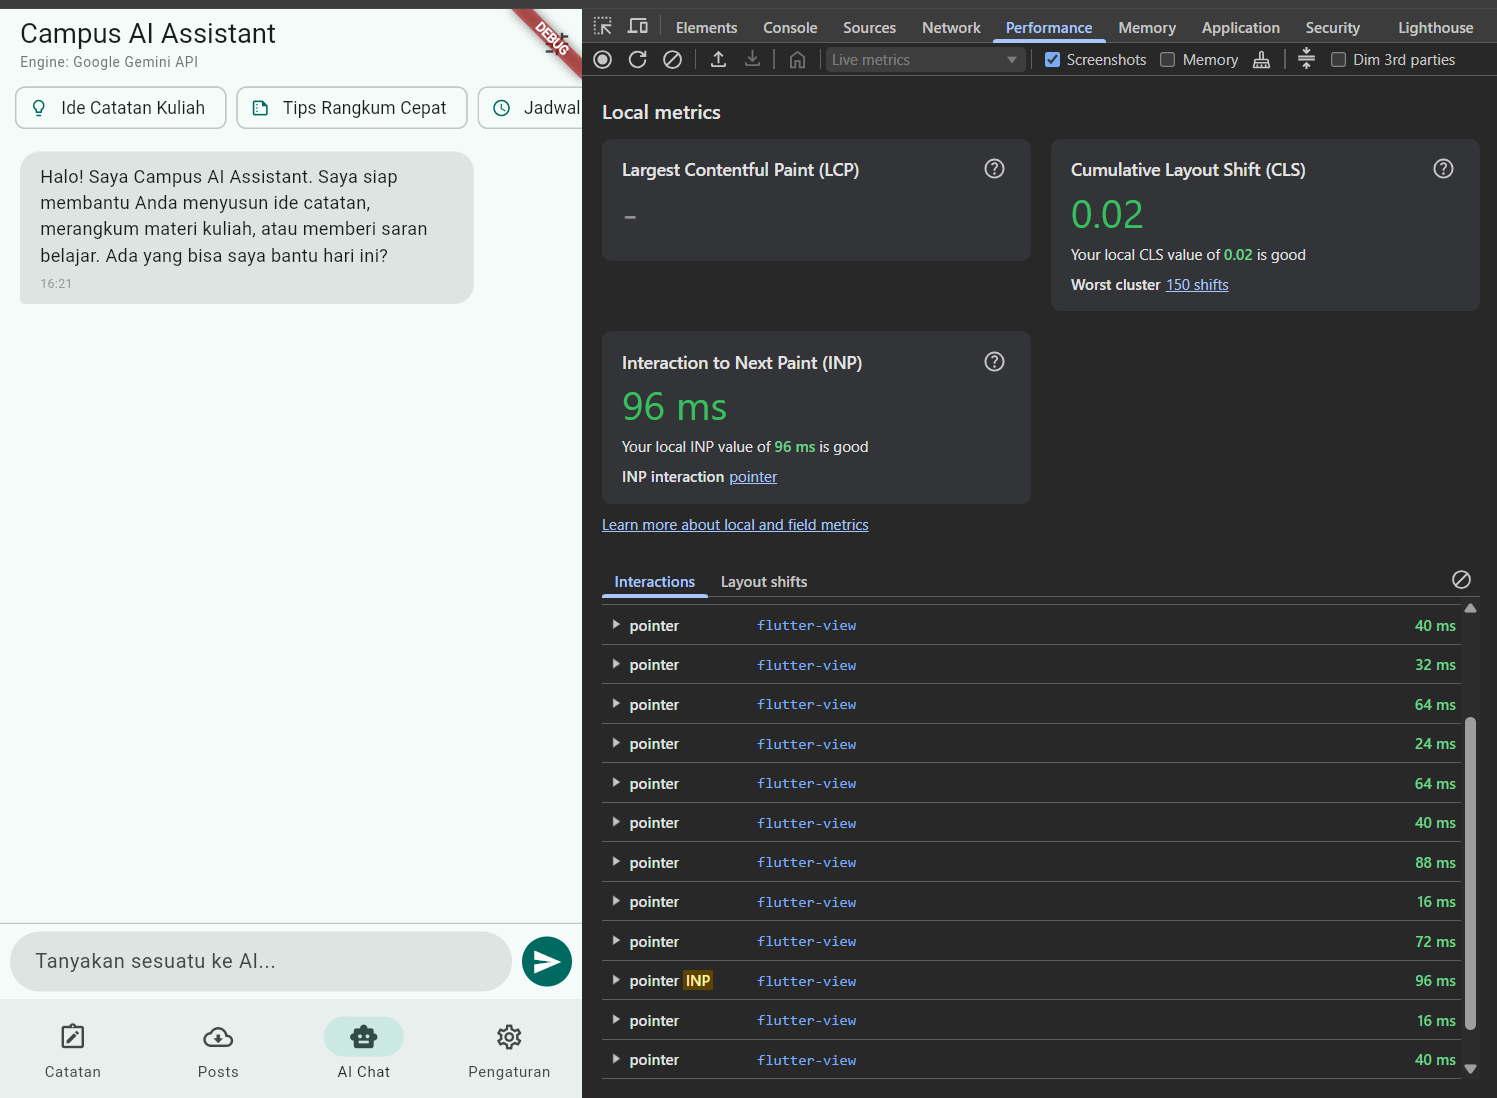 Campus AI Assistant
Engine: Google Gemini API
DEBUG
Ide Catatan Kuliah
Tips Rangkum Cepat
Jadwal
Halo! Saya Campus AI Assistant. Saya siap
membantu Anda menyusun ide catatan,
merangkum materi kuliah, atau memberi saran
belajar. Ada yang bisa saya bantu hari ini?
16:21
Tanyakan sesuatu ke AI...
Catatan
Posts
AI Chat
Pengaturan
Elements Console Sources Network Performance Memory Application Security Lighthouse
Live metrics Screenshots Memory Dim 3rd parties
Local metrics
Largest Contentful Paint (LCP)
-
Cumulative Layout Shift (CLS)
0.02
Your local CLS value of 0.02 is good
Worst cluster 150 shifts
Interaction to Next Paint (INP)
96 ms
Your local INP value of 96 ms is good
INP interaction pointer
Learn more about local and field metrics
Interactions Layout shifts
pointer flutter-view 40 ms
pointer flutter-view 32 ms
pointer flutter-view 64 ms
pointer flutter-view 24 ms
pointer flutter-view 64 ms
pointer flutter-view 40 ms
pointer flutter-view 88 ms
pointer flutter-view 16 ms
pointer flutter-view 72 ms
pointer INP flutter-view 96 ms
pointer flutter-view 16 ms
pointer flutter-view 40 ms